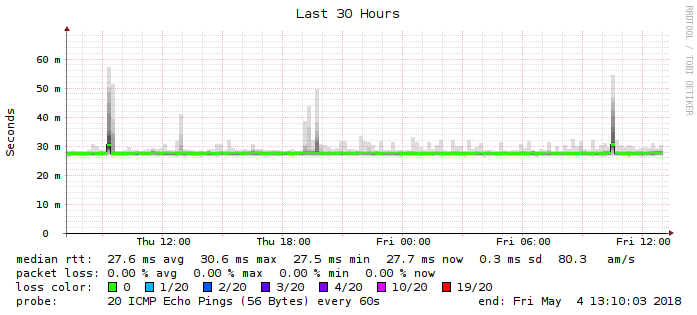 Last 30 Hours
RRDTOOL / TOBI OETIKER
Seconds
60 m
50 m
40 m
30 m
20 m
10 m
0
Thu 12:00 Thu 18:00 Fri 00:00 Fri 06:00 Fri 12:00
median rtt: 27.6 ms avg 30.6 ms max 27.5 ms min 27.7 ms now 0.3 ms sd 80.3 am/s
packet loss: 0.00 % avg 0.00 % max 0.00 % min 0.00 % now
loss color: 0 1/20 2/20 3/20 4/20 10/20 19/20
probe: 20 ICMP Echo Pings (56 Bytes) every 60s end: Fri May 4 13:10:03 2018